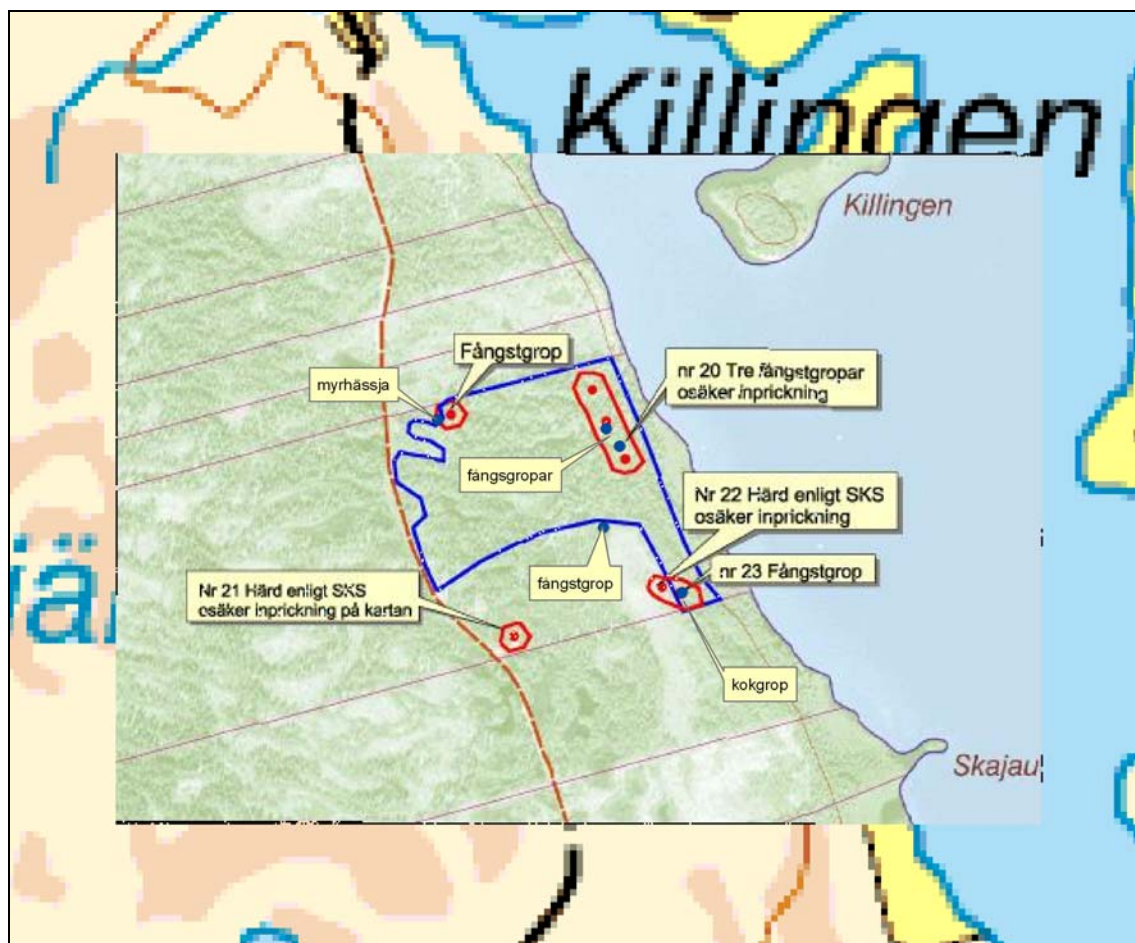 Killingen
Killingen
Fångstgrop
myrhässja
nr 20 Tre fångstgropar
osäker inprickning
fångsgropar
Nr 22 Härd enligt SKS
osäker inprickning
nr 23 Fångstgrop
fångstgrop
Nr 21 Härd enligt SKS
osäker inprickning på kartan
kokgrop
Skajau